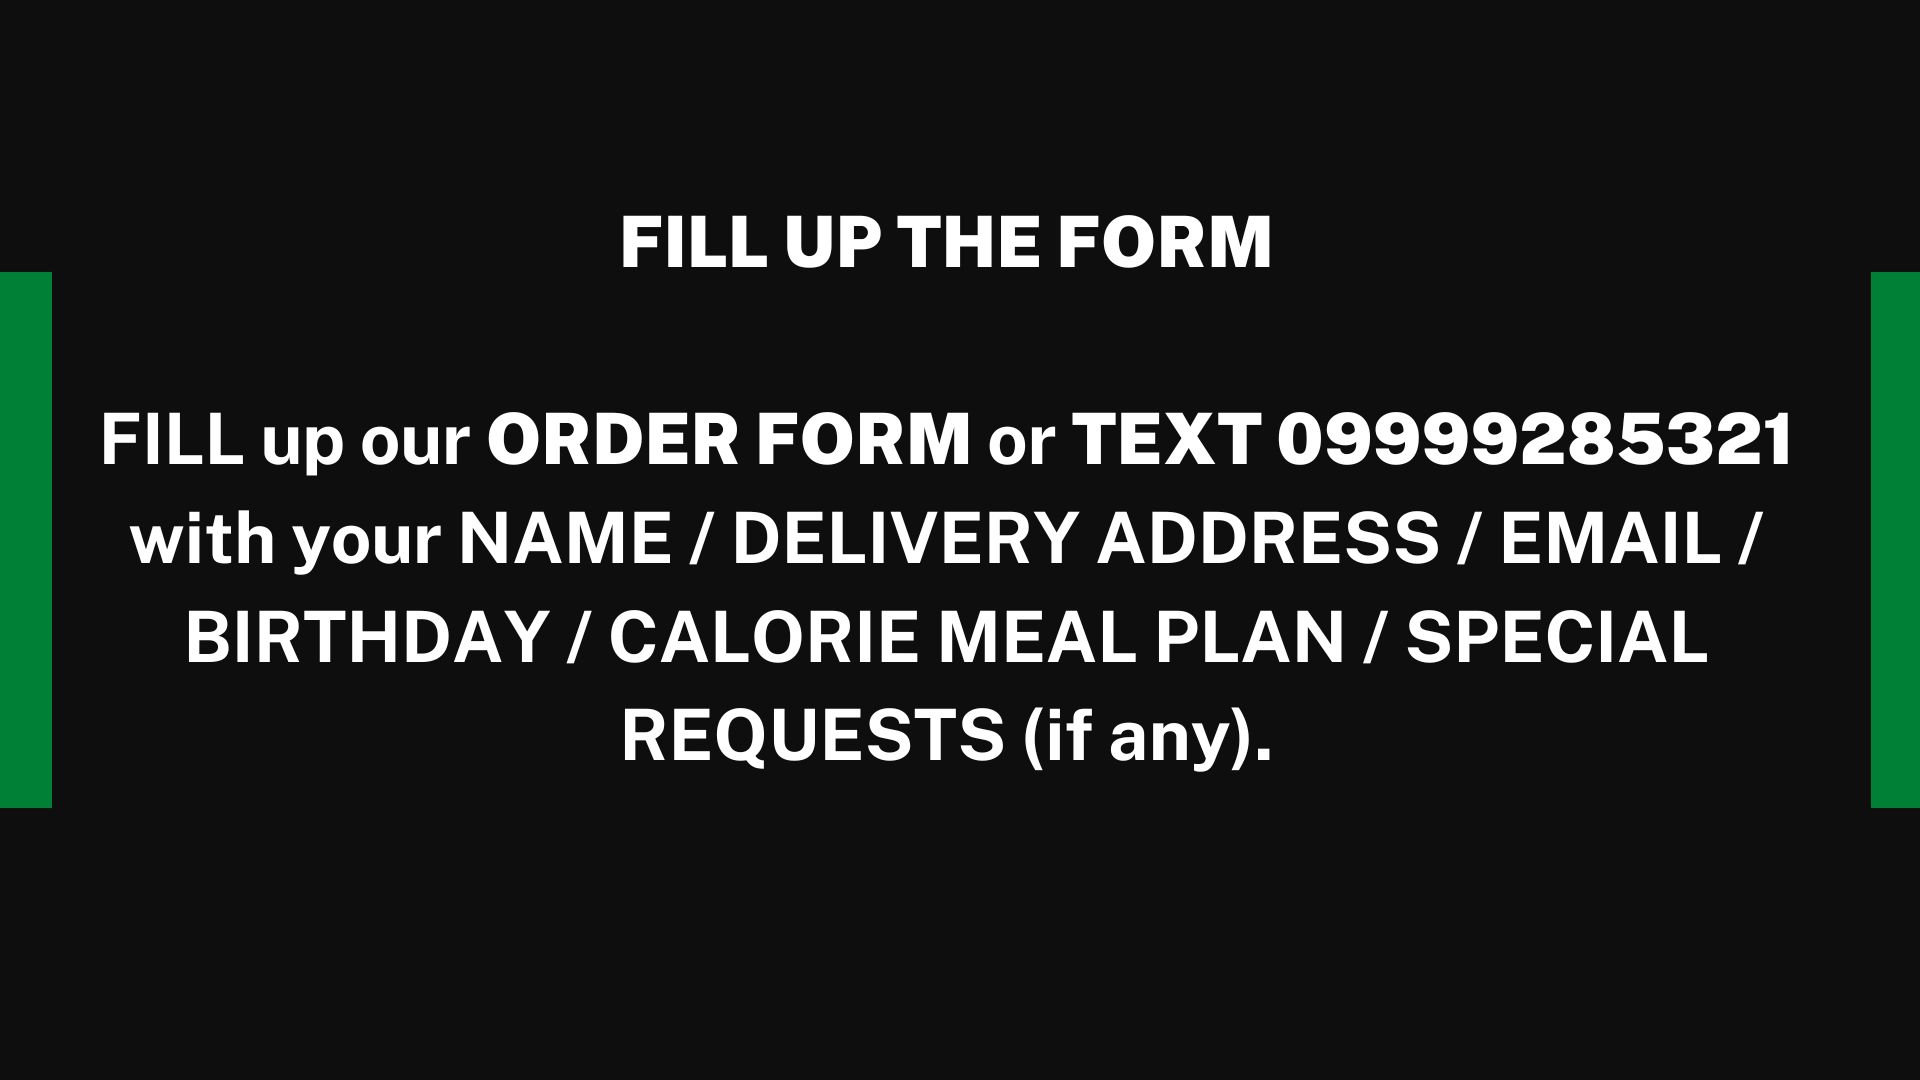 FILL UP THE FORM
FILL up our ORDER FORM or TEXT 09999285321
with your NAME / DELIVERY ADDRESS / EMAIL /
BIRTHDAY / CALORIE MEAL PLAN / SPECIAL
REQUESTS (if any).